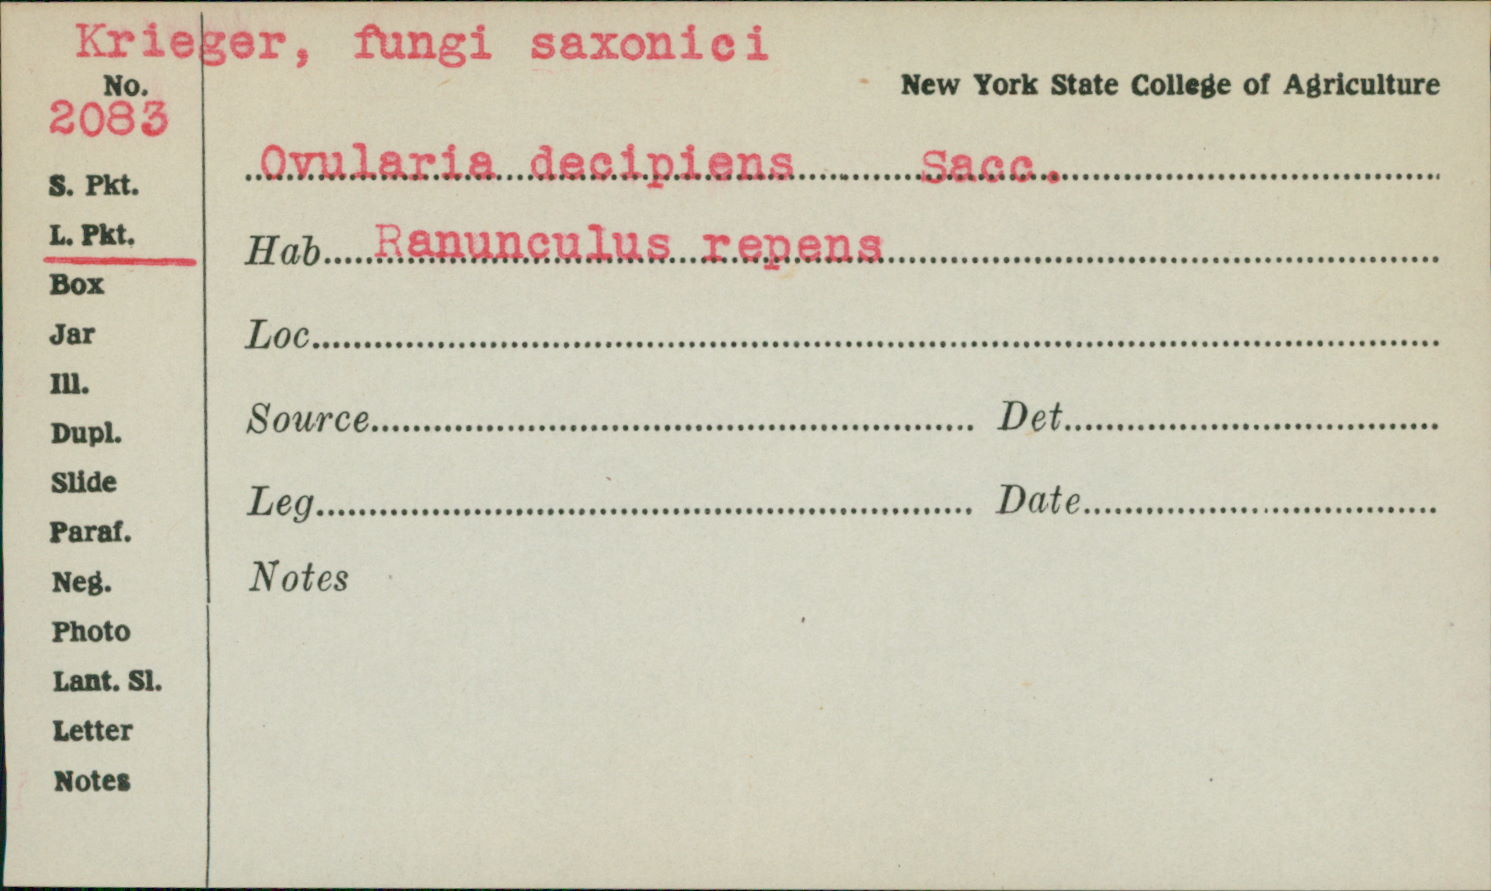 Krieger, fungi saxonici
No.
2083
New York State College of Agriculture
Ovularia decipiens Sacc.
S. Pkt.
L. Pkt.
Hab. Ranunculus repens
Box
Jar
Loc.
Ill.
Dupl.
Source Det.
Slide
Leg. Date
Paraf.
Neg.
Notes
Photo
Lant. Sl.
Letter
Notes